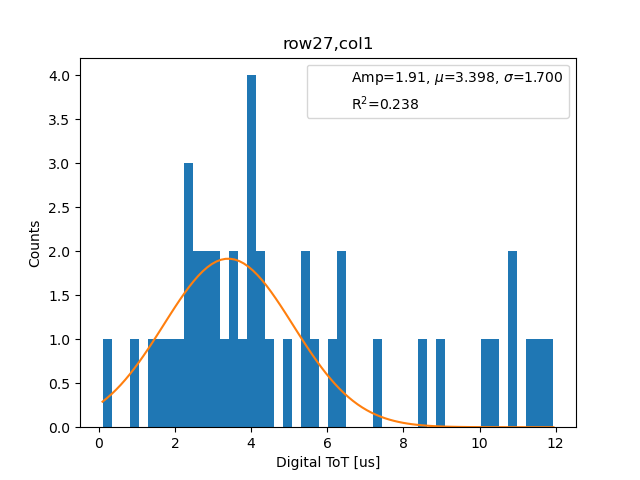 row27,col1
Amp=1.91, μ=3.398, σ=1.700
R²=0.238
Counts
4.0
3.5
3.0
2.5
2.0
1.5
1.0
0.5
0.0
0 2 4 6 8 10 12
Digital ToT [us]